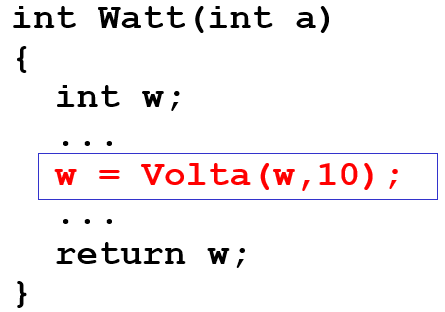 int Watt(int a)
{
  int w;
  ...
  w = Volta(w,10);
  ...
  return w;
}